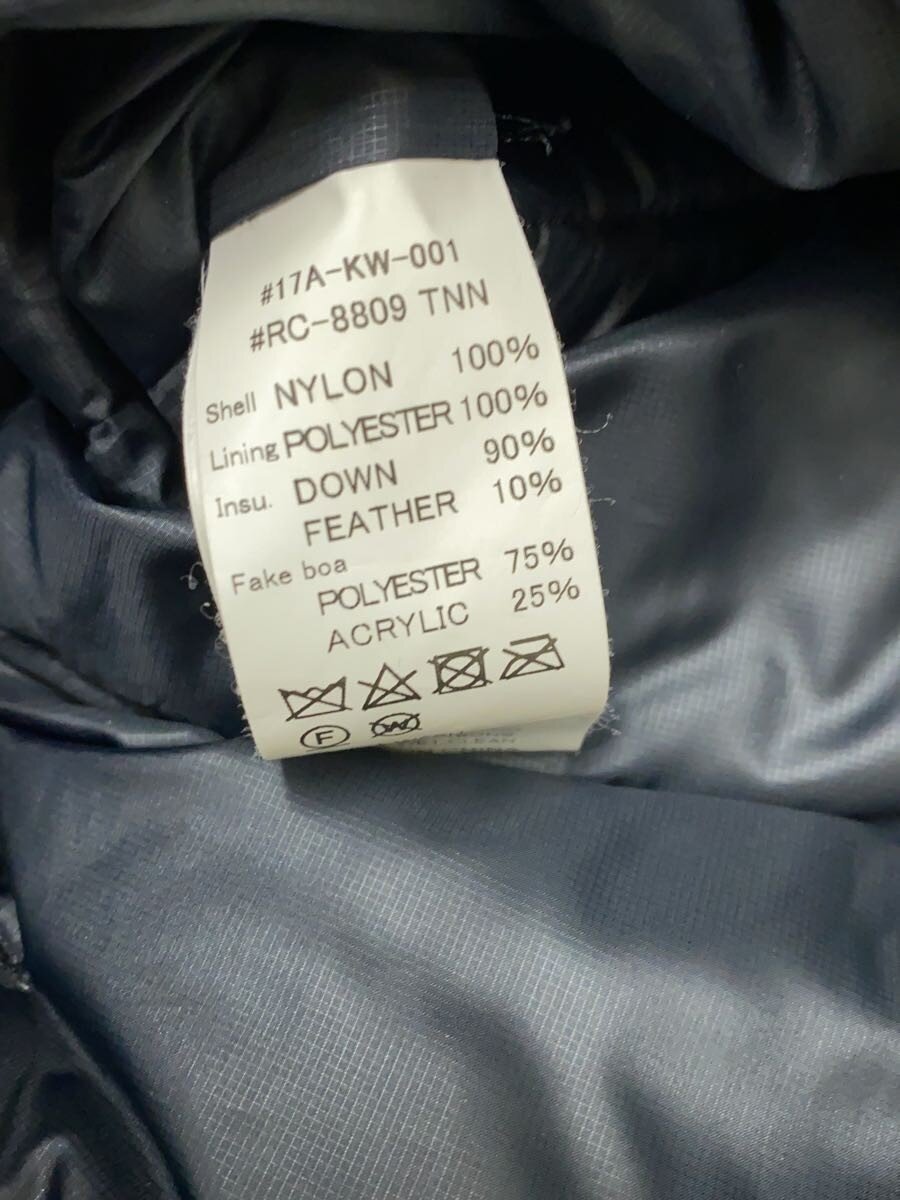 #17A-KW-001
#RC-8809 TNN
Shell NYLON 100%
Lining POLYESTER 100%
Insu. DOWN 90%
FEATHER 10%
Fake boa
POLYESTER 75%
ACRYLIC 25%
F W
CLEAN